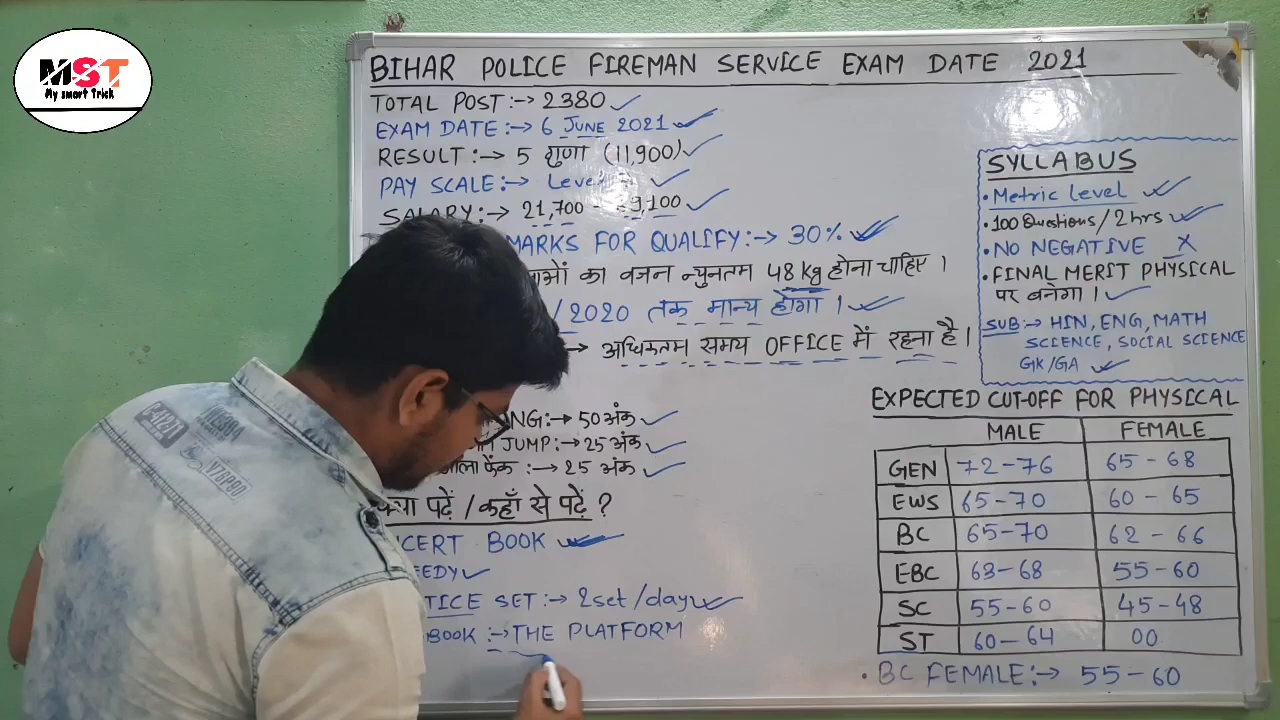 MST
My smart Trick
BIHAR POLICE FIREMAN SERVICE EXAM DATE 2021
TOTAL POST:-> 2380
EXAM DATE:-> 6 JUNE 2021
RESULT:-> 5 गुणा (11,900)
PAY SCALE:-> Level
SALARY:-> 21,700 - 69,100
MARKS FOR QUALIFY:-> 30%
का वजन न्युनतम 48 Kg होना चाहिए ।
/2020 तक मान्य होगा ।
-> अधिकतम समय OFFICE में रहना है ।
:-> 50 अंक
JUMP:-> 25 अंक
फेंक :-> 25 अंक
क्या पढ़ें / कहाँ से पढ़ें ?
NCERT BOOK
SET:-> 2set/day
BOOK :-> THE PLATFORM
SYLLABUS
• Metric level
• 100 Questions/2 hrs
• NO NEGATIVE X
• FINAL MERIT PHYSICAL
पर बनेगा ।
SUB:-> HIN, ENG, MATH
SCIENCE, SOCIAL SCIENCE
GK/GA
EXPECTED CUT-OFF FOR PHYSICAL
MALE FEMALE
GEN 72-76 65-68
EWS 65-70 60-65
BC 65-70 62-66
EBC 63-68 55-60
SC 55-60 45-48
ST 60-64 00
• BC FEMALE:-> 55-60